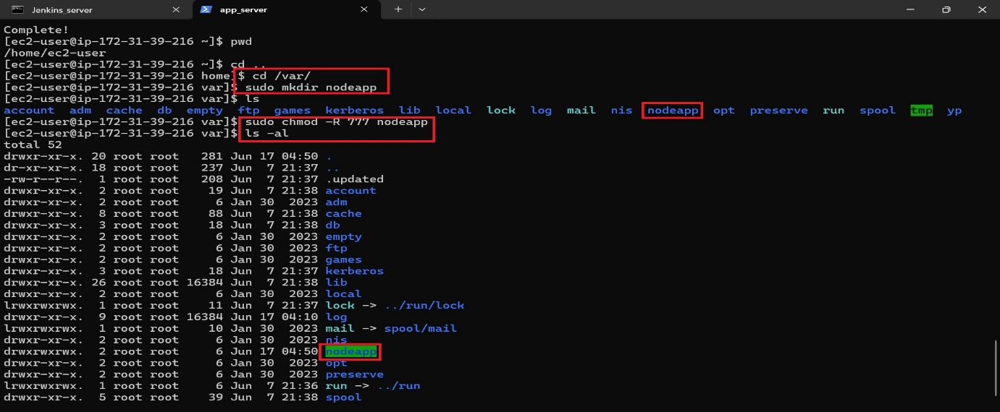 Jenkins_server app_server
Complete!
[ec2-user@ip-172-31-39-216 ~]$ pwd
/home/ec2-user
[ec2-user@ip-172-31-39-216 ~]$ cd ..
[ec2-user@ip-172-31-39-216 home]$ cd /var/
[ec2-user@ip-172-31-39-216 var]$ sudo mkdir nodeapp
[ec2-user@ip-172-31-39-216 var]$ ls
account adm cache db empty ftp games kerberos lib local lock log mail nis nodeapp opt preserve run spool tmp yp
[ec2-user@ip-172-31-39-216 var]$ sudo chmod -R 777 nodeapp
[ec2-user@ip-172-31-39-216 var]$ ls -al
total 52
drwxr-xr-x. 20 root root 281 Jun 17 04:50 .
dr-xr-xr-x. 18 root root 237 Jun 7 21:37 ..
-rw-r--r--. 1 root root 208 Jun 7 21:37 .updated
drwxr-xr-x. 2 root root 19 Jun 7 21:38 account
drwxr-xr-x. 2 root root 6 Jan 30 2023 adm
drwxr-xr-x. 8 root root 88 Jun 7 21:38 cache
drwxr-xr-x. 3 root root 18 Jun 7 21:38 db
drwxr-xr-x. 2 root root 6 Jan 30 2023 empty
drwxr-xr-x. 2 root root 6 Jan 30 2023 ftp
drwxr-xr-x. 2 root root 6 Jan 30 2023 games
drwxr-xr-x. 3 root root 18 Jun 7 21:37 kerberos
drwxr-xr-x. 26 root root 16384 Jun 7 21:38 lib
drwxr-xr-x. 2 root root 6 Jan 30 2023 local
lrwxrwxrwx. 1 root root 11 Jun 7 21:37 lock -> ../run/lock
drwxr-xr-x. 9 root root 16384 Jun 17 04:10 log
lrwxrwxrwx. 1 root root 10 Jan 30 2023 mail -> spool/mail
drwxr-xr-x. 2 root root 6 Jan 30 2023 nis
drwxrwxrwx. 2 root root 6 Jun 17 04:50 nodeapp
drwxr-xr-x. 2 root root 6 Jan 30 2023 opt
drwxr-xr-x. 2 root root 6 Jan 30 2023 preserve
lrwxrwxrwx. 1 root root 6 Jun 7 21:36 run -> ../run
drwxr-xr-x. 5 root root 39 Jun 7 21:38 spool